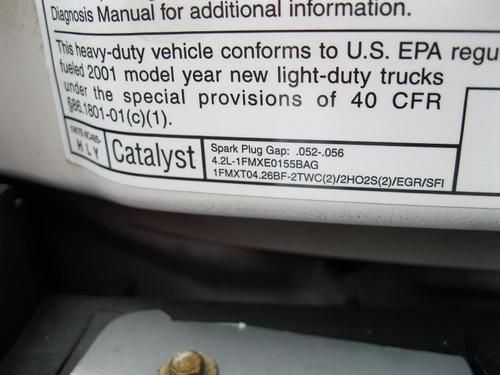 Diagnosis Manual for additional information.
This heavy-duty vehicle conforms to U.S. EPA regu
fueled 2001 model year new light-duty trucks
under the special provisions of 40 CFR
§86.1801-01(c)(1).
HLY
Catalyst
Spark Plug Gap: .052-.056
4.2L-1FMXE0155BAG
1FMXT04.26BF-2TWC(2)/2HO2S(2)/EGR/SFI